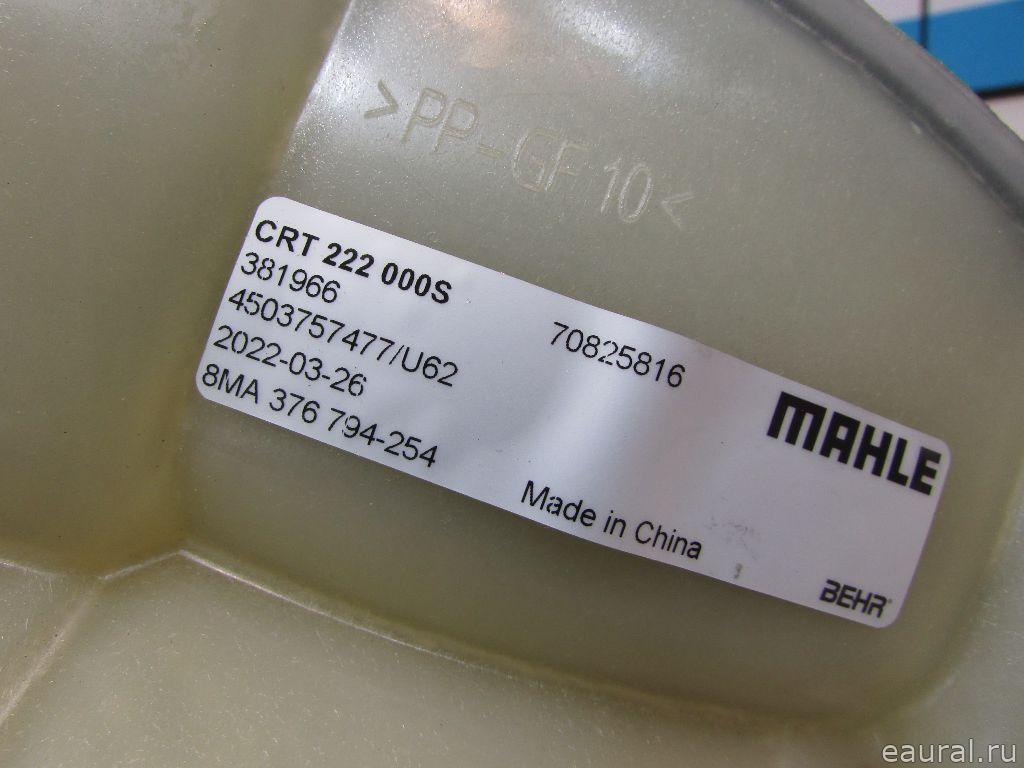 >PP-GF 10<
CRT 222 000S
381966
4503757477/U62
2022-03-26
8MA 376 794-254
70825816
MAHLE
Made in China
BEHR
eaural.ru